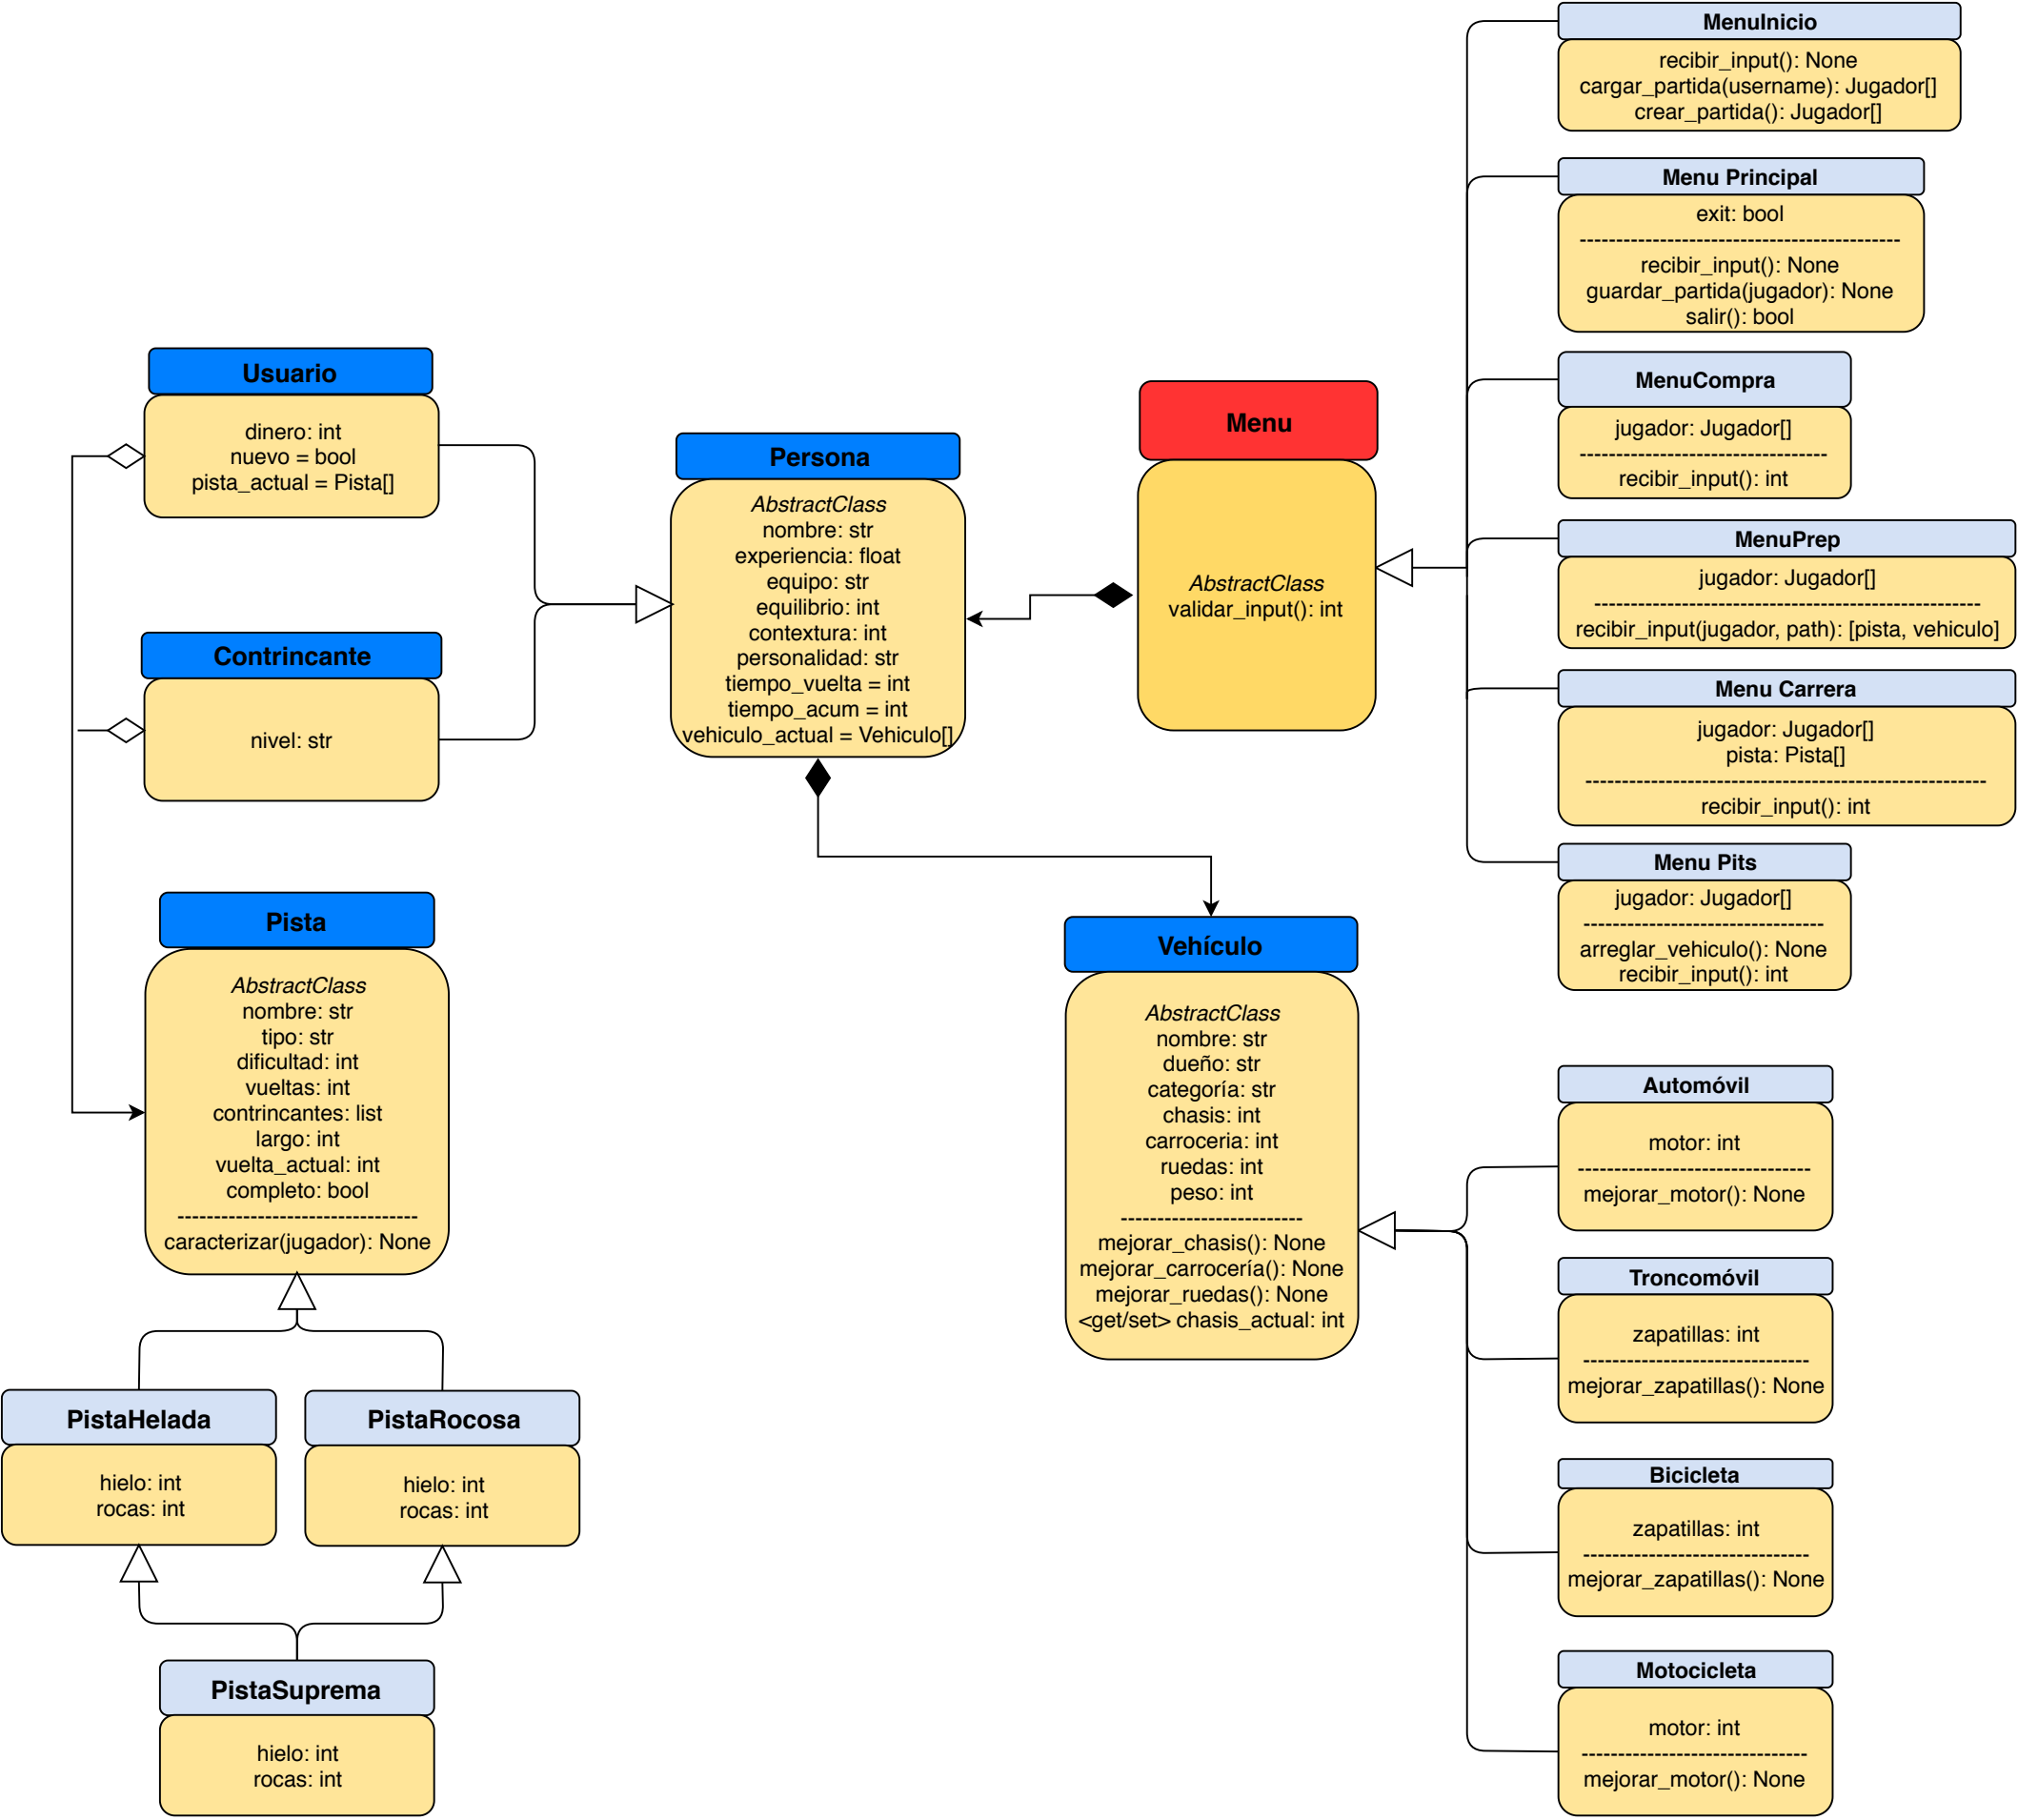 MenuInicio
recibir_input(): None
cargar_partida(username): Jugador[]
crear_partida(): Jugador[]
Menu Principal
exit: bool
--------------------------------------------
recibir_input(): None
guardar_partida(jugador): None
salir(): bool
MenuCompra
jugador: Jugador[]
----------------------------------
recibir_input(): int
MenuPrep
jugador: Jugador[]
-----------------------------------------------------
recibir_input(jugador, path): [pista, vehiculo]
Menu Carrera
jugador: Jugador[]
pista: Pista[]
-------------------------------------------------------
recibir_input(): int
Menu Pits
jugador: Jugador[]
---------------------------------
arreglar_vehiculo(): None
recibir_input(): int
Menu
AbstractClass
validar_input(): int
Persona
AbstractClass
nombre: str
experiencia: float
equipo: str
equilibrio: int
contextura: int
personalidad: str
tiempo_vuelta = int
tiempo_acum = int
vehiculo_actual = Vehiculo[]
Usuario
dinero: int
nuevo = bool
pista_actual = Pista[]
Contrincante
nivel: str
Pista
AbstractClass
nombre: str
tipo: str
dificultad: int
vueltas: int
contrincantes: list
largo: int
vuelta_actual: int
completo: bool
---------------------------------
caracterizar(jugador): None
PistaHelada
hielo: int
rocas: int
PistaRocosa
hielo: int
rocas: int
PistaSuprema
hielo: int
rocas: int
Vehículo
AbstractClass
nombre: str
dueño: str
categoría: str
chasis: int
carroceria: int
ruedas: int
peso: int
-------------------------
mejorar_chasis(): None
mejorar_carrocería(): None
mejorar_ruedas(): None
<get/set> chasis_actual: int
Automóvil
motor: int
--------------------------------
mejorar_motor(): None
Troncomóvil
zapatillas: int
-------------------------------
mejorar_zapatillas(): None
Bicicleta
zapatillas: int
-------------------------------
mejorar_zapatillas(): None
Motocicleta
motor: int
-------------------------------
mejorar_motor(): None